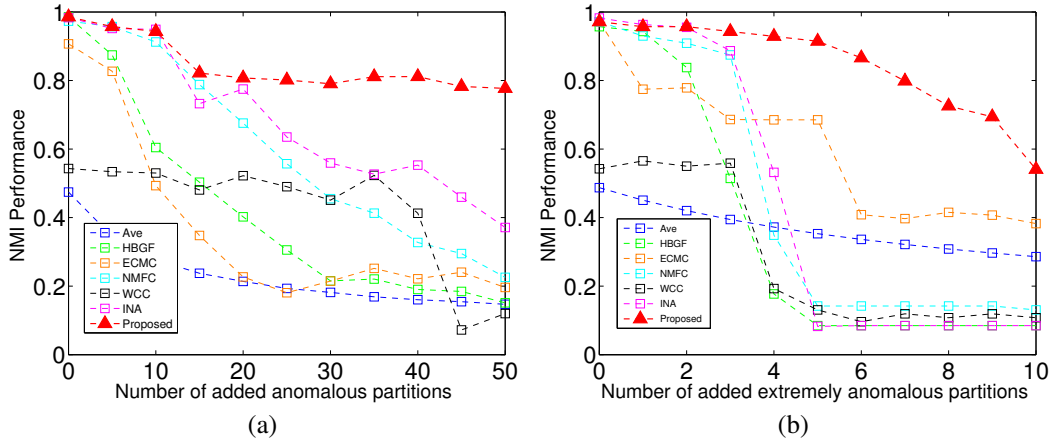 1
0.8
0.6
0.4
0.2
0
NMI Performance
Ave
HBGF
ECMC
NMFC
WCC
INA
Proposed
0 10 20 30 40 50
Number of added anomalous partitions
(a)
1
0.8
0.6
0.4
0.2
0
NMI Performance
Ave
HBGF
ECMC
NMFC
WCC
INA
Proposed
0 2 4 6 8 10
Number of added extremely anomalous partitions
(b)